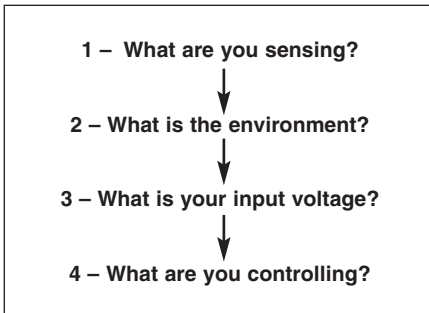 1 – What are you sensing?
2 – What is the environment?
3 – What is your input voltage?
4 – What are you controlling?